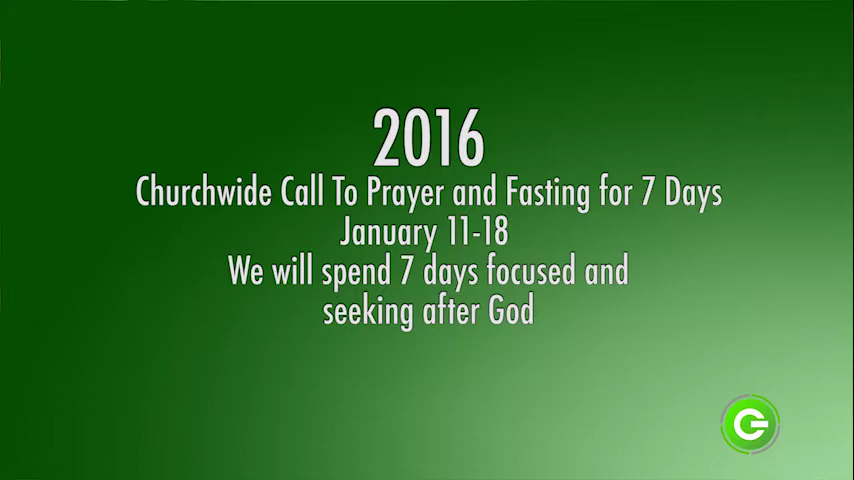 2016
Churchwide Call To Prayer and Fasting for 7 Days
January 11-18
We will spend 7 days focused and
seeking after God